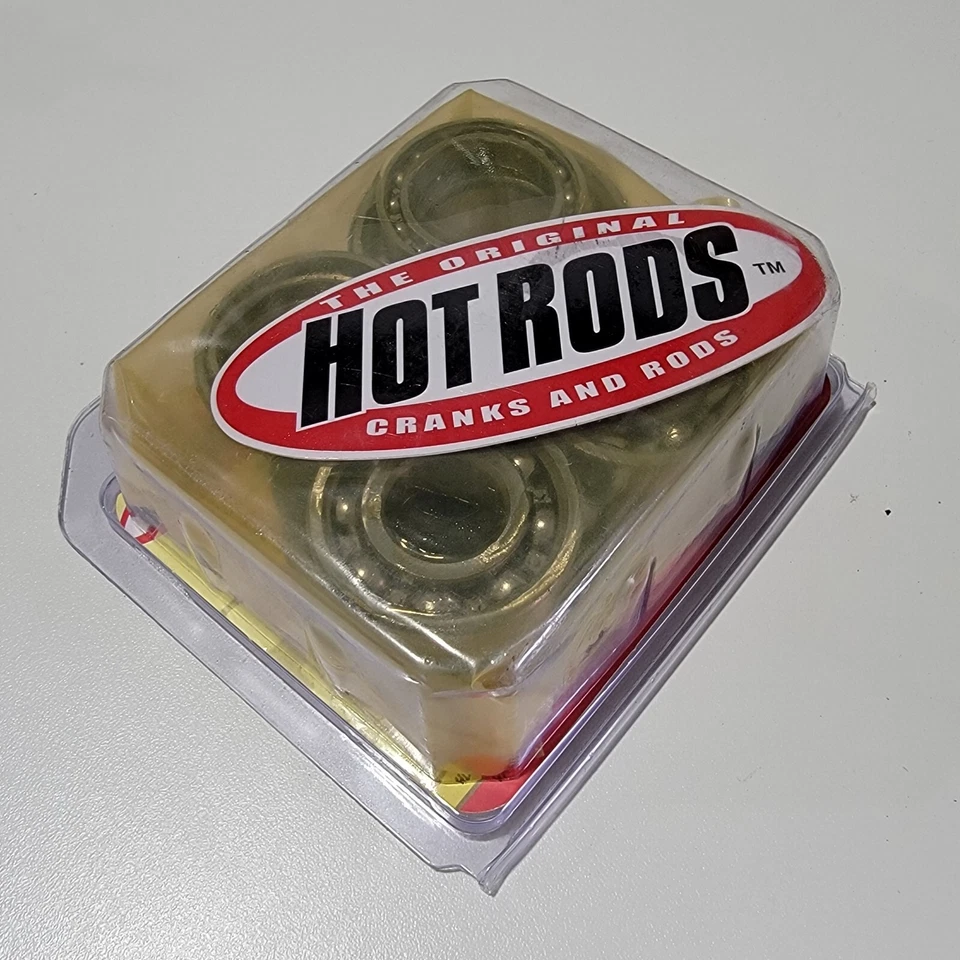 THE ORIGINAL
HOT RODS™
CRANKS AND RODS